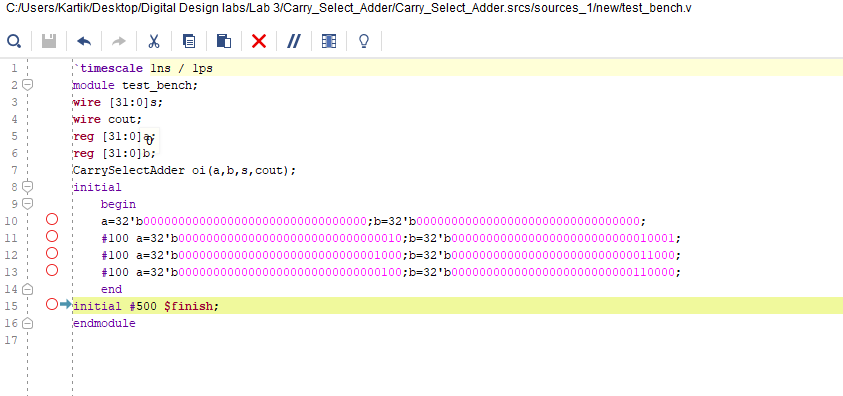 C:/Users/Kartik/Desktop/Digital Design labs/Lab 3/Carry_Select_Adder/Carry_Select_Adder.srcs/sources_1/new/test_bench.v
1 `timescale 1ns / 1ps
2 module test_bench;
3 wire [31:0]s;
4 wire cout;
5 reg [31:0]a;
6 reg [31:0]b;
7 CarrySelectAdder oi(a,b,s,cout);
8 initial
9 begin
10 a=32'b00000000000000000000000000000000;b=32'b00000000000000000000000000000000;
11 #100 a=32'b00000000000000000000000000000010;b=32'b00000000000000000000000000010001;
12 #100 a=32'b00000000000000000000000000001000;b=32'b00000000000000000000000000011000;
13 #100 a=32'b00000000000000000000000000000100;b=32'b00000000000000000000000000110000;
14 end
15 initial #500 $finish;
16 endmodule
17